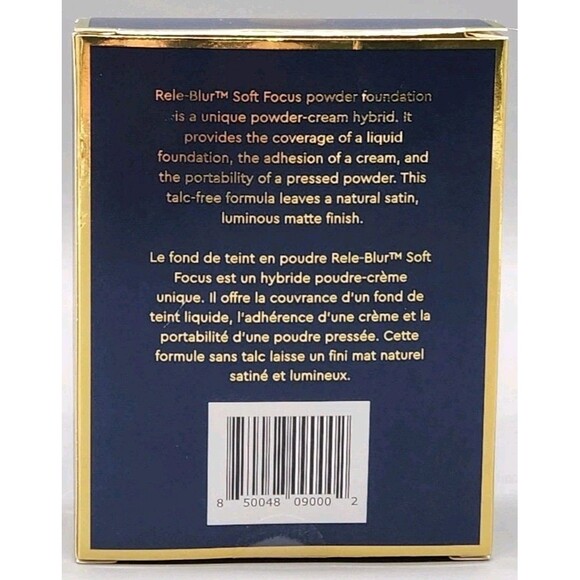 Rele-Blur™ Soft Focus powder foundation
is a unique powder-cream hybrid. It
provides the coverage of a liquid
foundation, the adhesion of a cream, and
the portability of a pressed powder. This
talc-free formula leaves a natural satin,
luminous matte finish.
Le fond de teint en poudre Rele-Blur™ Soft
Focus est un hybride poudre-crème
unique. Il offre la couvrance d'un fond de
teint liquide, l'adhérence d'une crème et la
portabilité d'une poudre pressée. Cette
formule sans talc laisse un fini mat naturel
satiné et lumineux.
8 50048 09000 2